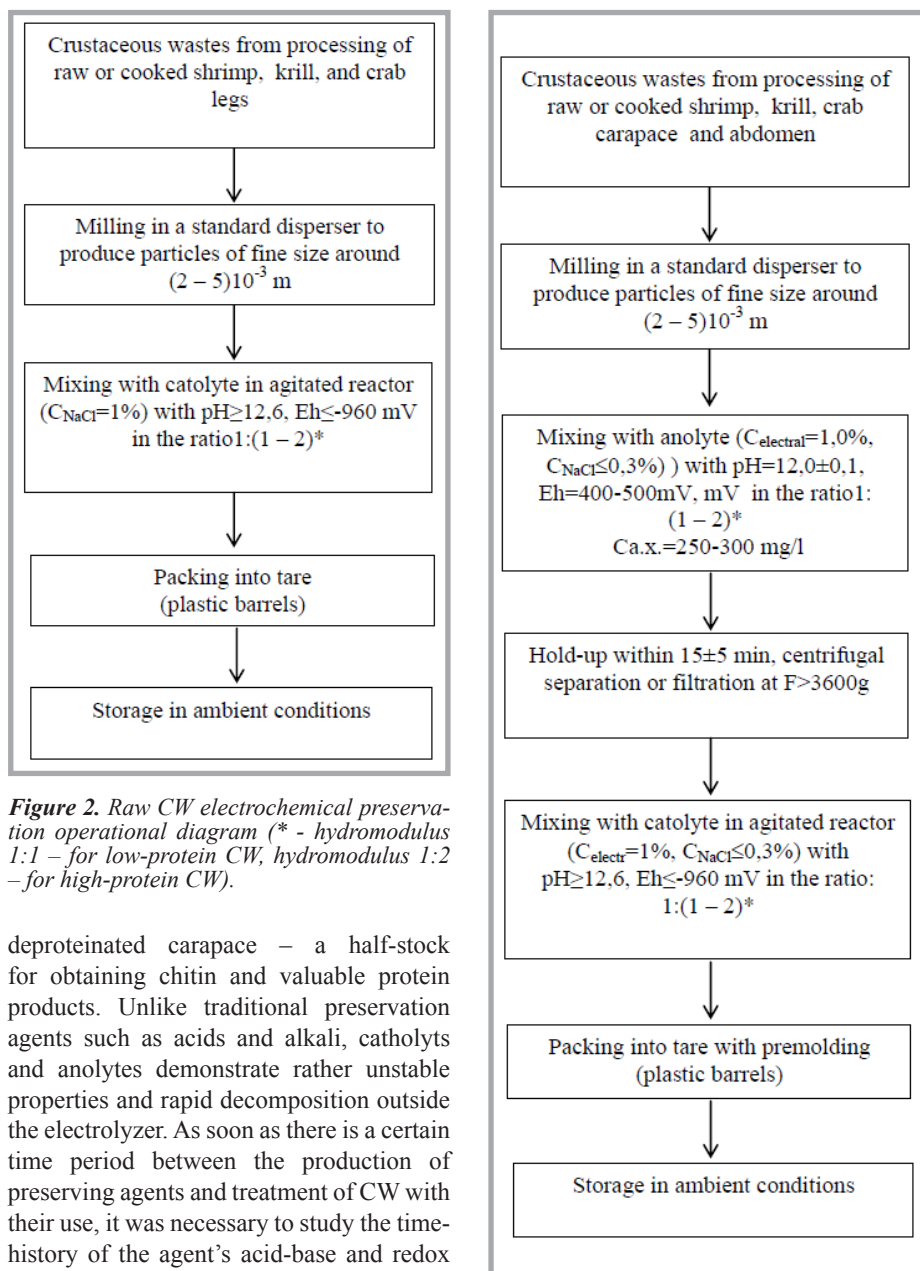 Crustaceous wastes from processing of
raw or cooked shrimp, krill, and crab
legs
Milling in a standard disperser to
produce particles of fine size around
(2 – 5)10⁻³ m
Mixing with catolyte in agitated reactor
(C_NaCl=1%) with pH≥12,6, Eh≤-960 mV
in the ratio1:(1 – 2)*
Packing into tare
(plastic barrels)
Storage in ambient conditions
Figure 2. Raw CW electrochemical preserva-
tion operational diagram (* - hydromodulus
1:1 – for low-protein CW, hydromodulus 1:2
– for high-protein CW).
deproteinated carapace – a half-stock
for obtaining chitin and valuable protein
products. Unlike traditional preservation
agents such as acids and alkali, catholyts
and anolytes demonstrate rather unstable
properties and rapid decomposition outside
the electrolyzer. As soon as there is a certain
time period between the production of
preserving agents and treatment of CW with
their use, it was necessary to study the time-
history of the agent’s acid-base and redox
Crustaceous wastes from processing of
raw or cooked shrimp, krill, crab
carapace and abdomen
Milling in a standard disperser to
produce particles of fine size around
(2 – 5)10⁻³ m
Mixing with anolyte (C_electral=1,0%,
C_NaCl≤0,3%) ) with pH=12,0±0,1,
Eh=400-500mV, mV in the ratio1:
(1 – 2)*
Ca.x.=250-300 mg/l
Hold-up within 15±5 min, centrifugal
separation or filtration at F>3600g
Mixing with catolyte in agitated reactor
(C_electr=1%, C_NaCl≤0,3%) with
pH≥12,6, Eh≤-960 mV in the ratio:
1:(1 – 2)*
Packing into tare with premolding
(plastic barrels)
Storage in ambient conditions